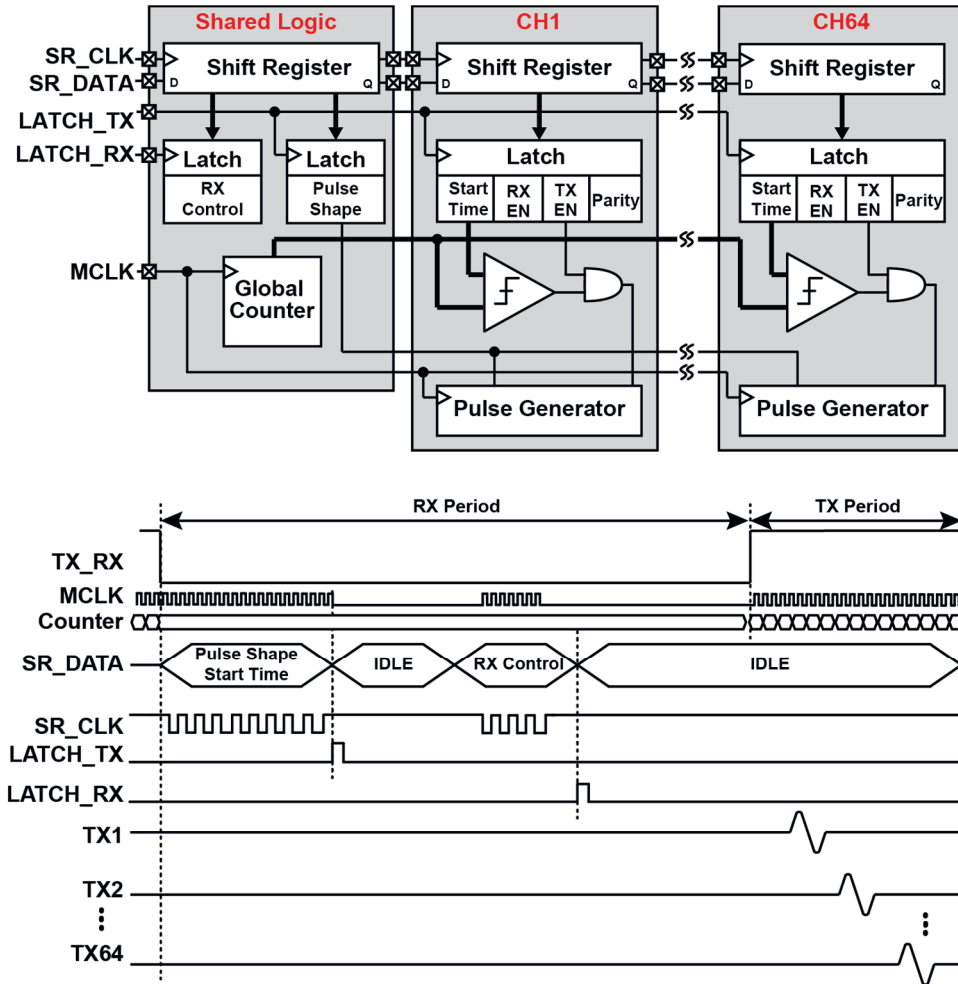 Shared Logic
CH1
CH64
SR_CLK
SR_DATA
LATCH_TX
LATCH_RX
MCLK
Shift Register
D
Q
Shift Register
D
Q
Shift Register
D
Q
Latch
RX
Control
Latch
Pulse
Shape
Latch
Start
Time
RX
EN
TX
EN
Parity
Latch
Start
Time
RX
EN
TX
EN
Parity
Global
Counter
Pulse Generator
Pulse Generator
RX Period
TX Period
TX_RX
MCLK
Counter
SR_DATA
Pulse Shape
Start Time
IDLE
RX Control
IDLE
SR_CLK
LATCH_TX
LATCH_RX
TX1
TX2
TX64